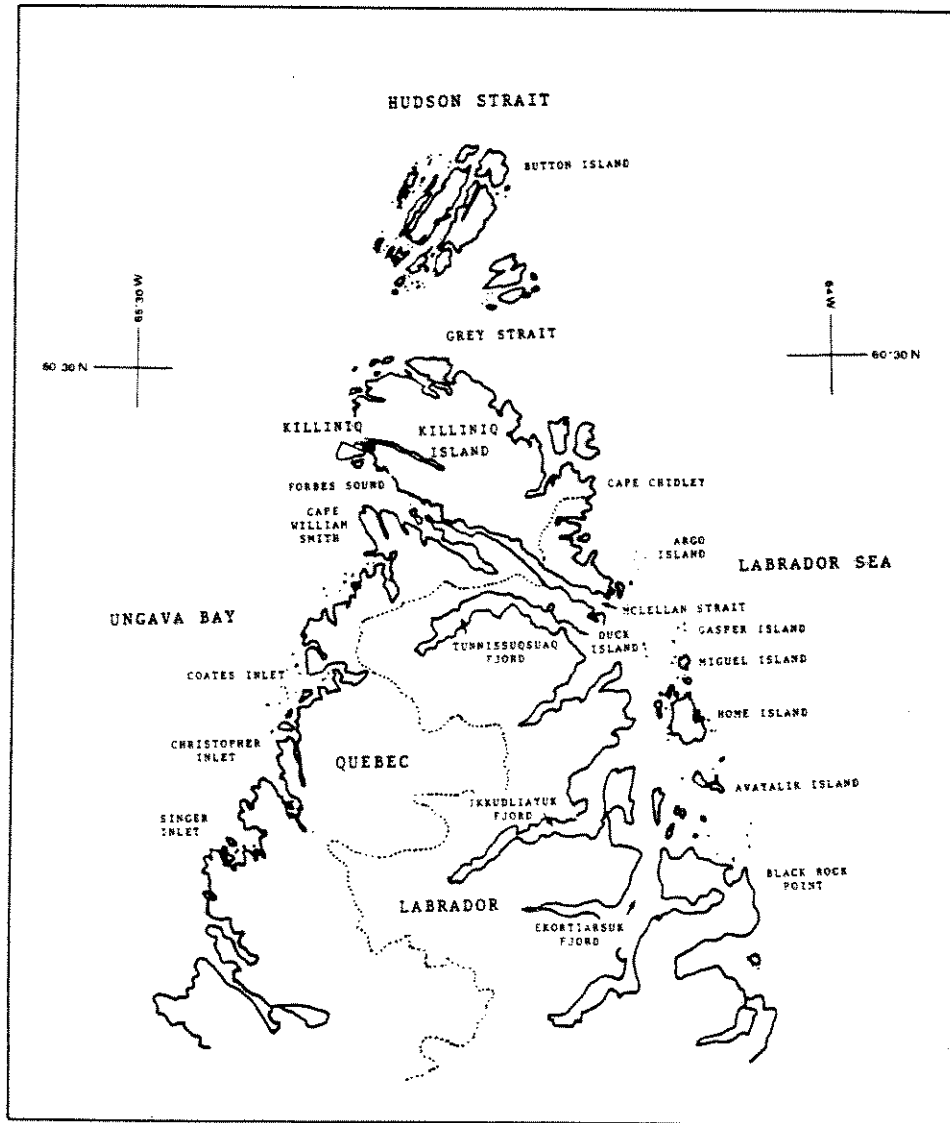 HUDSON STRAIT
BUTTON ISLAND
65°30 W
64 W
GREY STRAIT
60 30 N
60°30 N
KILLINIQ
KILLINIQ
ISLAND
FORBES SOUND
CAPE CHIDLEY
CAPE
WILLIAM
SMITH
ARGO
ISLAND
LABRADOR SEA
MCLELLAN STRAIT
UNGAVA BAY
GASPER ISLAND
DUCK
ISLAND
TUNNISSUQSUAQ
FJORD
MIGUEL ISLAND
COATES INLET
HOME ISLAND
CHRISTOPHER
INLET
QUEBEC
AVAYALIK ISLAND
IKKUDLIAYUK
FJORD
SINGER
INLET
BLACK ROCK
POINT
LABRADOR
EKORTIARSUK
FJORD